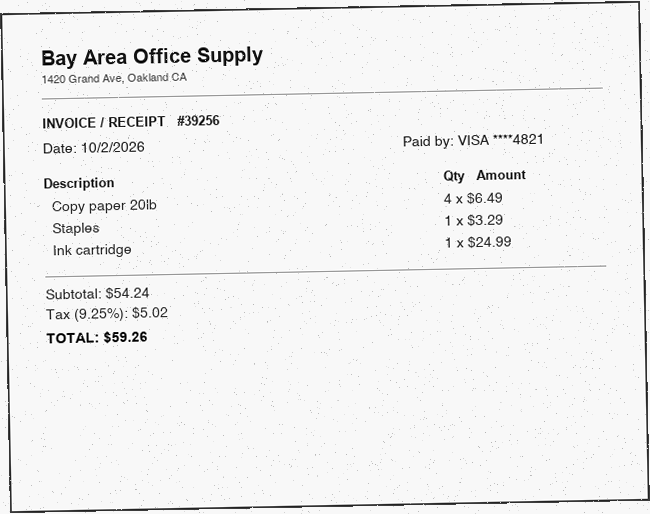 Bay Area Office Supply
1420 Grand Ave, Oakland CA
INVOICE / RECEIPT #39256
Date: 10/2/2026 Paid by: VISA ****4821
Description Qty Amount
Copy paper 20lb 4 x $6.49
Staples 1 x $3.29
Ink cartridge 1 x $24.99
Subtotal: $54.24
Tax (9.25%): $5.02
TOTAL: $59.26